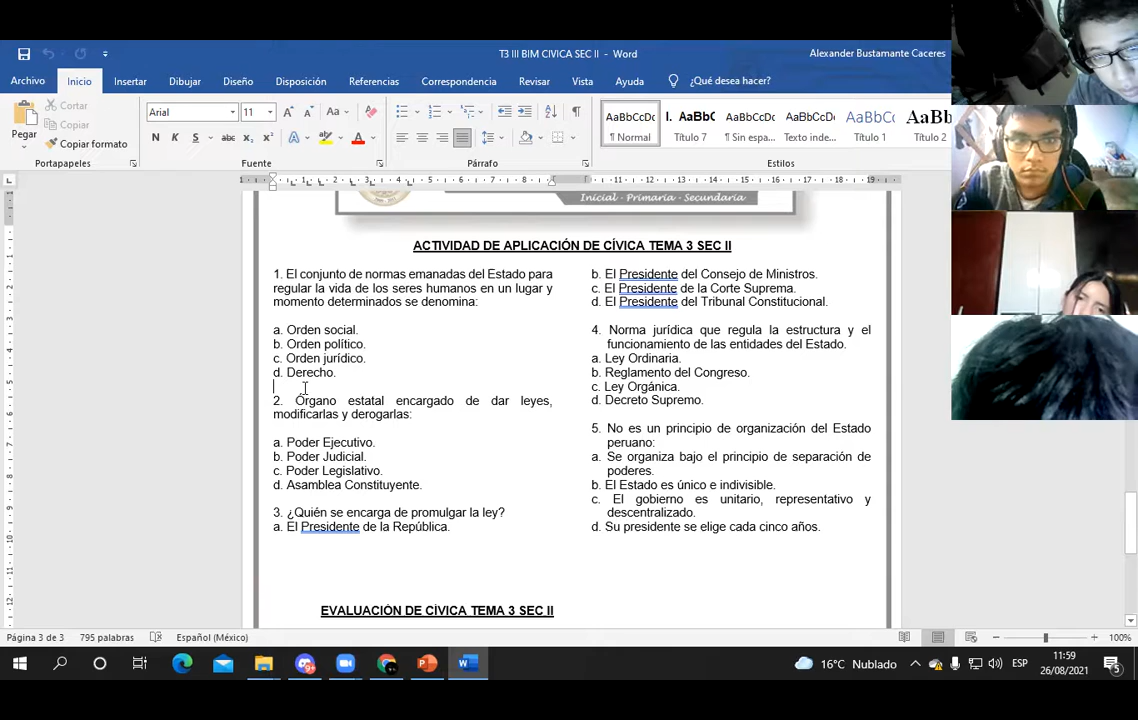 T3 III BIM CIVICA SEC II - Word
Alexander Bustamante Caceres
Archivo Inicio Insertar Dibujar Diseño Disposición Referencias Correspondencia Revisar Vista Ayuda ¿Qué desea hacer?
Pegar
Cortar
Copiar
Copiar formato
Portapapeles
Arial 11
N K S abc x₂ x²
Fuente
Párrafo
AaBbCcDc I. AaBbC AaBbCcDc AaBbCcDc AaBbCc AaBb
¶ Normal Título 7 ¶ Sin espa... Texto inde... Título 1 Título 2
Estilos
Inicial · Primaria · Secundaria
ACTIVIDAD DE APLICACIÓN DE CÍVICA TEMA 3 SEC II
1. El conjunto de normas emanadas del Estado para
regular la vida de los seres humanos en un lugar y
momento determinados se denomina:
a. Orden social.
b. Orden político.
c. Orden jurídico.
d. Derecho.
2. Órgano estatal encargado de dar leyes,
modificarlas y derogarlas:
a. Poder Ejecutivo.
b. Poder Judicial.
c. Poder Legislativo.
d. Asamblea Constituyente.
3. ¿Quién se encarga de promulgar la ley?
a. El Presidente de la República.
b. El Presidente del Consejo de Ministros.
c. El Presidente de la Corte Suprema.
d. El Presidente del Tribunal Constitucional.
4. Norma jurídica que regula la estructura y el
funcionamiento de las entidades del Estado.
a. Ley Ordinaria.
b. Reglamento del Congreso.
c. Ley Orgánica.
d. Decreto Supremo.
5. No es un principio de organización del Estado
peruano:
a. Se organiza bajo el principio de separación de
poderes.
b. El Estado es único e indivisible.
c. El gobierno es unitario, representativo y
descentralizado.
d. Su presidente se elige cada cinco años.
EVALUACIÓN DE CÍVICA TEMA 3 SEC II
Página 3 de 3 795 palabras Español (México) 100%
16°C Nublado ESP 11:59
26/08/2021 5